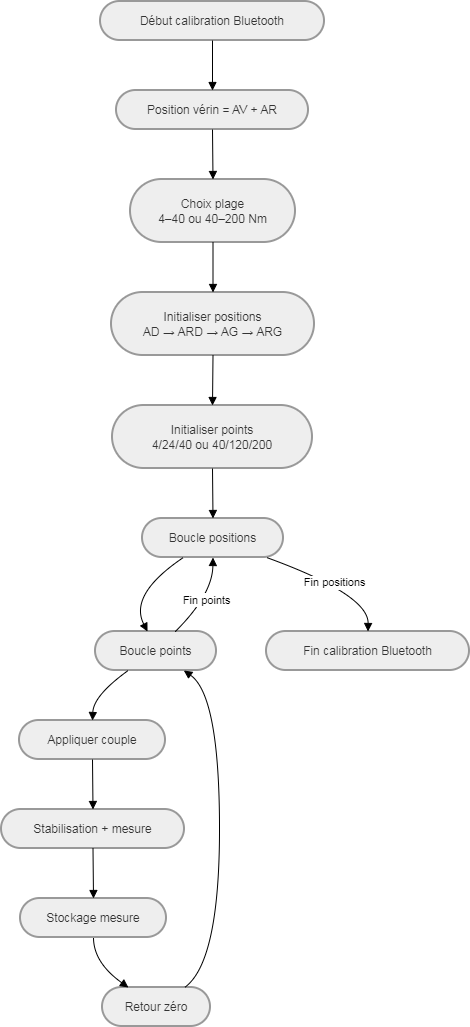 Début calibration Bluetooth
Position vérin = AV + AR
Choix plage
4–40 ou 40–200 Nm
Initialiser positions
AD → ARD → AG → ARG
Initialiser points
4/24/40 ou 40/120/200
Boucle positions
Fin positions
Fin points
Boucle points
Fin calibration Bluetooth
Appliquer couple
Stabilisation + mesure
Stockage mesure
Retour zéro